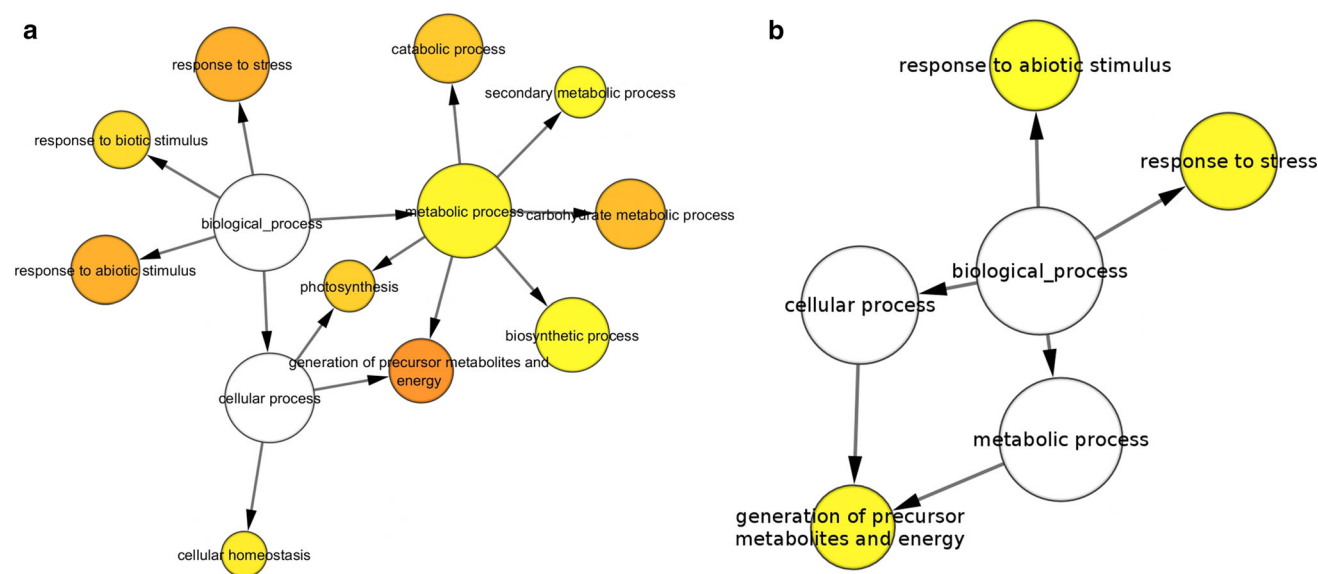 a
catabolic process
response to stress
secondary metabolic process
response to biotic stimulus
metabolic process
carbohydrate metabolic process
biological_process
response to abiotic stimulus
photosynthesis
biosynthetic process
generation of precursor metabolites and
energy
cellular process
cellular homeostasis
b
response to abiotic stimulus
response to stress
biological_process
cellular process
metabolic process
generation of precursor
metabolites and energy